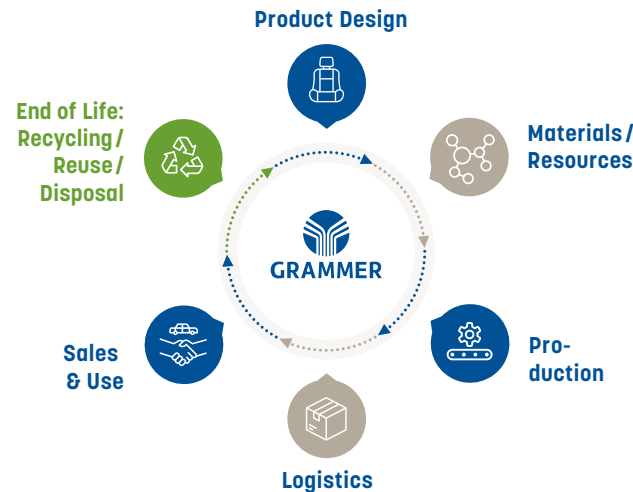 Product Design
Materials/
Resources
Pro-
duction
Logistics
Sales
& Use
End of Life:
Recycling/
Reuse/
Disposal
GRAMMER